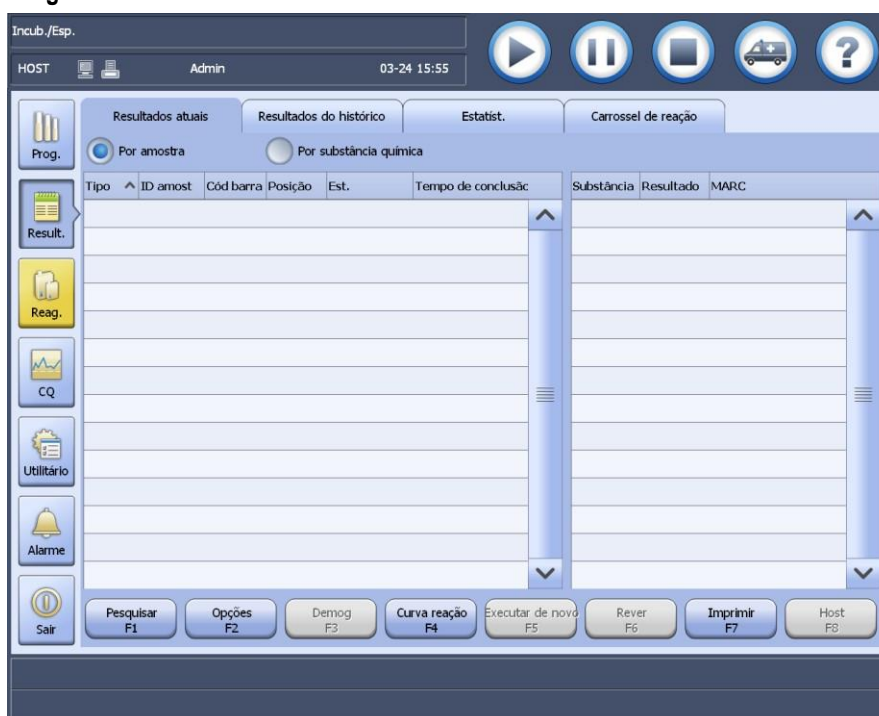 Incub./Esp.
HOST Admin 03-24 15:55
Prog.
Result.
Reag.
CQ
Utilitário
Alarme
Sair
Resultados atuais Resultados do histórico Estatíst. Carrossel de reação
Por amostra Por substância química
Tipo ID amost Cód barra Posição Est. Tempo de conclusãc Substância Resultado MARC
Pesquisar F1
Opções F2
Demog F3
Curva reação F4
Executar de novo F5
Rever F6
Imprimir F7
Host F8